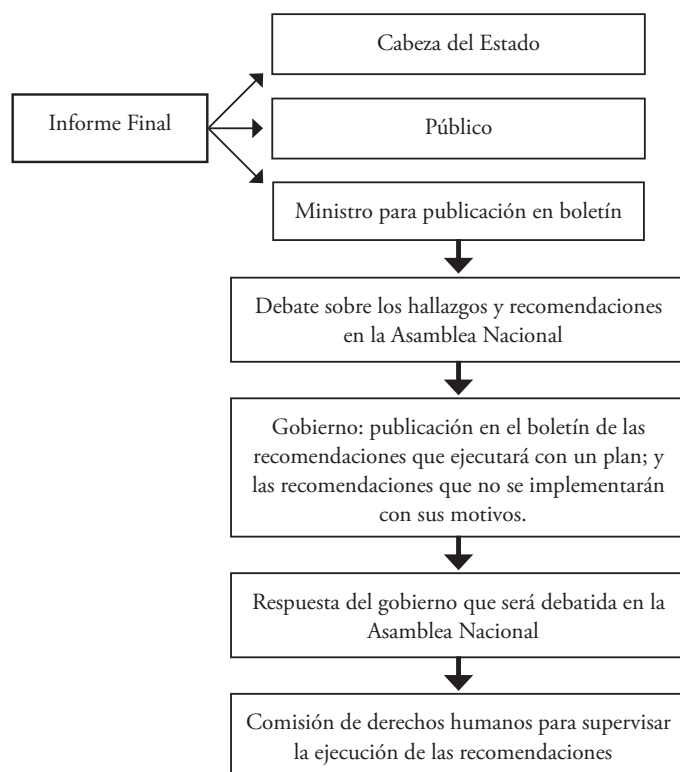 Cabeza del Estado
Informe Final
Público
Ministro para publicación en boletín
Debate sobre los hallazgos y recomendaciones
en la Asamblea Nacional
Gobierno: publicación en el boletín de las
recomendaciones que ejecutará con un plan; y
las recomendaciones que no se implementarán
con sus motivos.
Respuesta del gobierno que será debatida en la
Asamblea Nacional
Comisión de derechos humanos para supervisar
la ejecución de las recomendaciones